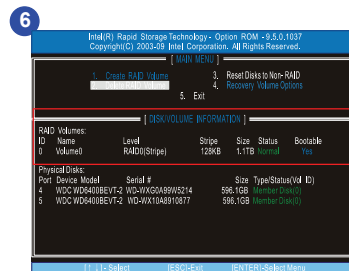 6
Intel(R) Rapid Storage Technology - Option ROM - 9.5.0.1037
Copyright(C) 2003-09 Intel Corporation. All Rights Reserved.
[ MAIN MENU ]
1. Create RAID Volume 3. Reset Disks to Non-RAID
2. Delete RAID Volume 4. Recovery Volume Options
5. Exit
[ DISK/VOLUME INFORMATION ]
RAID Volumes:
ID Name Level Stripe Size Status Bootable
0 Volume0 RAID0(Stripe) 128KB 1.1TB Normal Yes
Physical Disks:
Port Device Model Serial # Size Type/Status(Vol ID)
4 WDC WD6400BEVT-2 WD-WXG0A99W5214 596.1GB Member Disk(0)
5 WDC WD6400BEVT-2 WD-WX10A8910877 596.1GB Member Disk(0)
[↑↓]-Select [ESC]-Exit [ENTER]-Select Menu